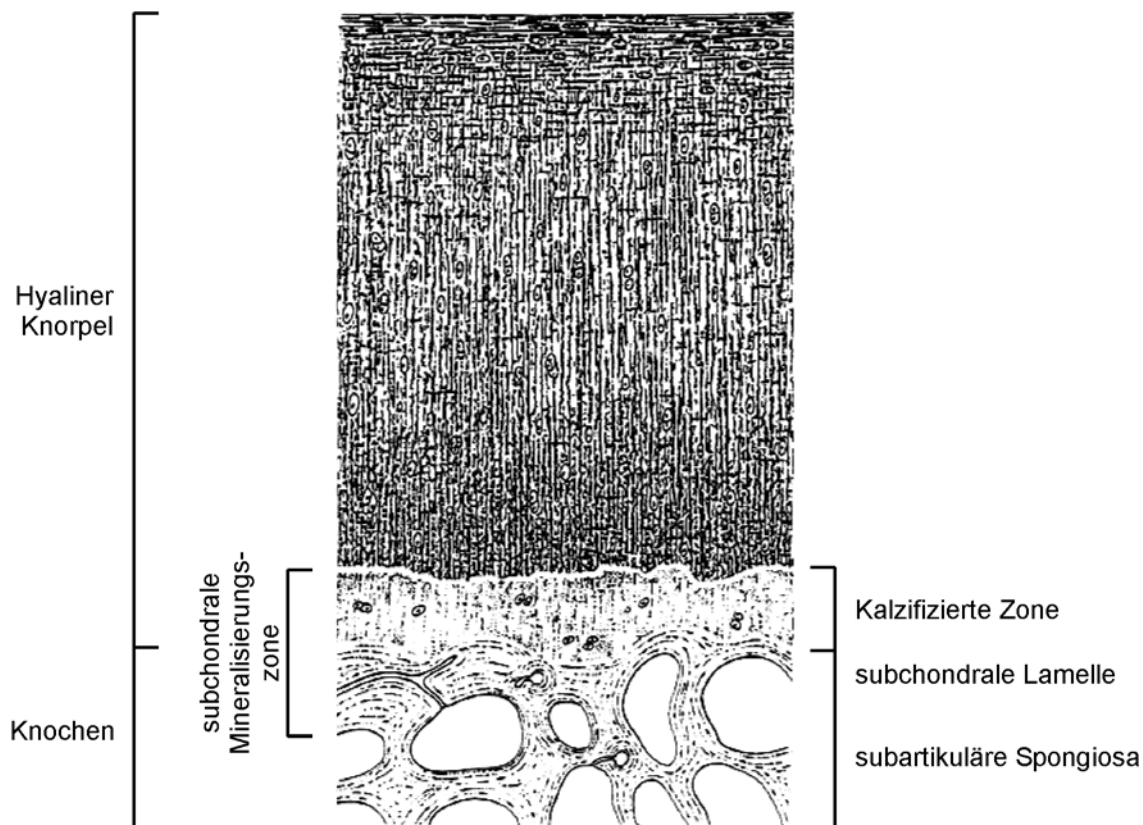 Hyaliner
Knorpel
subchondrale
Mineralisierungs-
zone
Knochen
Kalzifizierte Zone
subchondrale Lamelle
subartikuläre Spongiosa